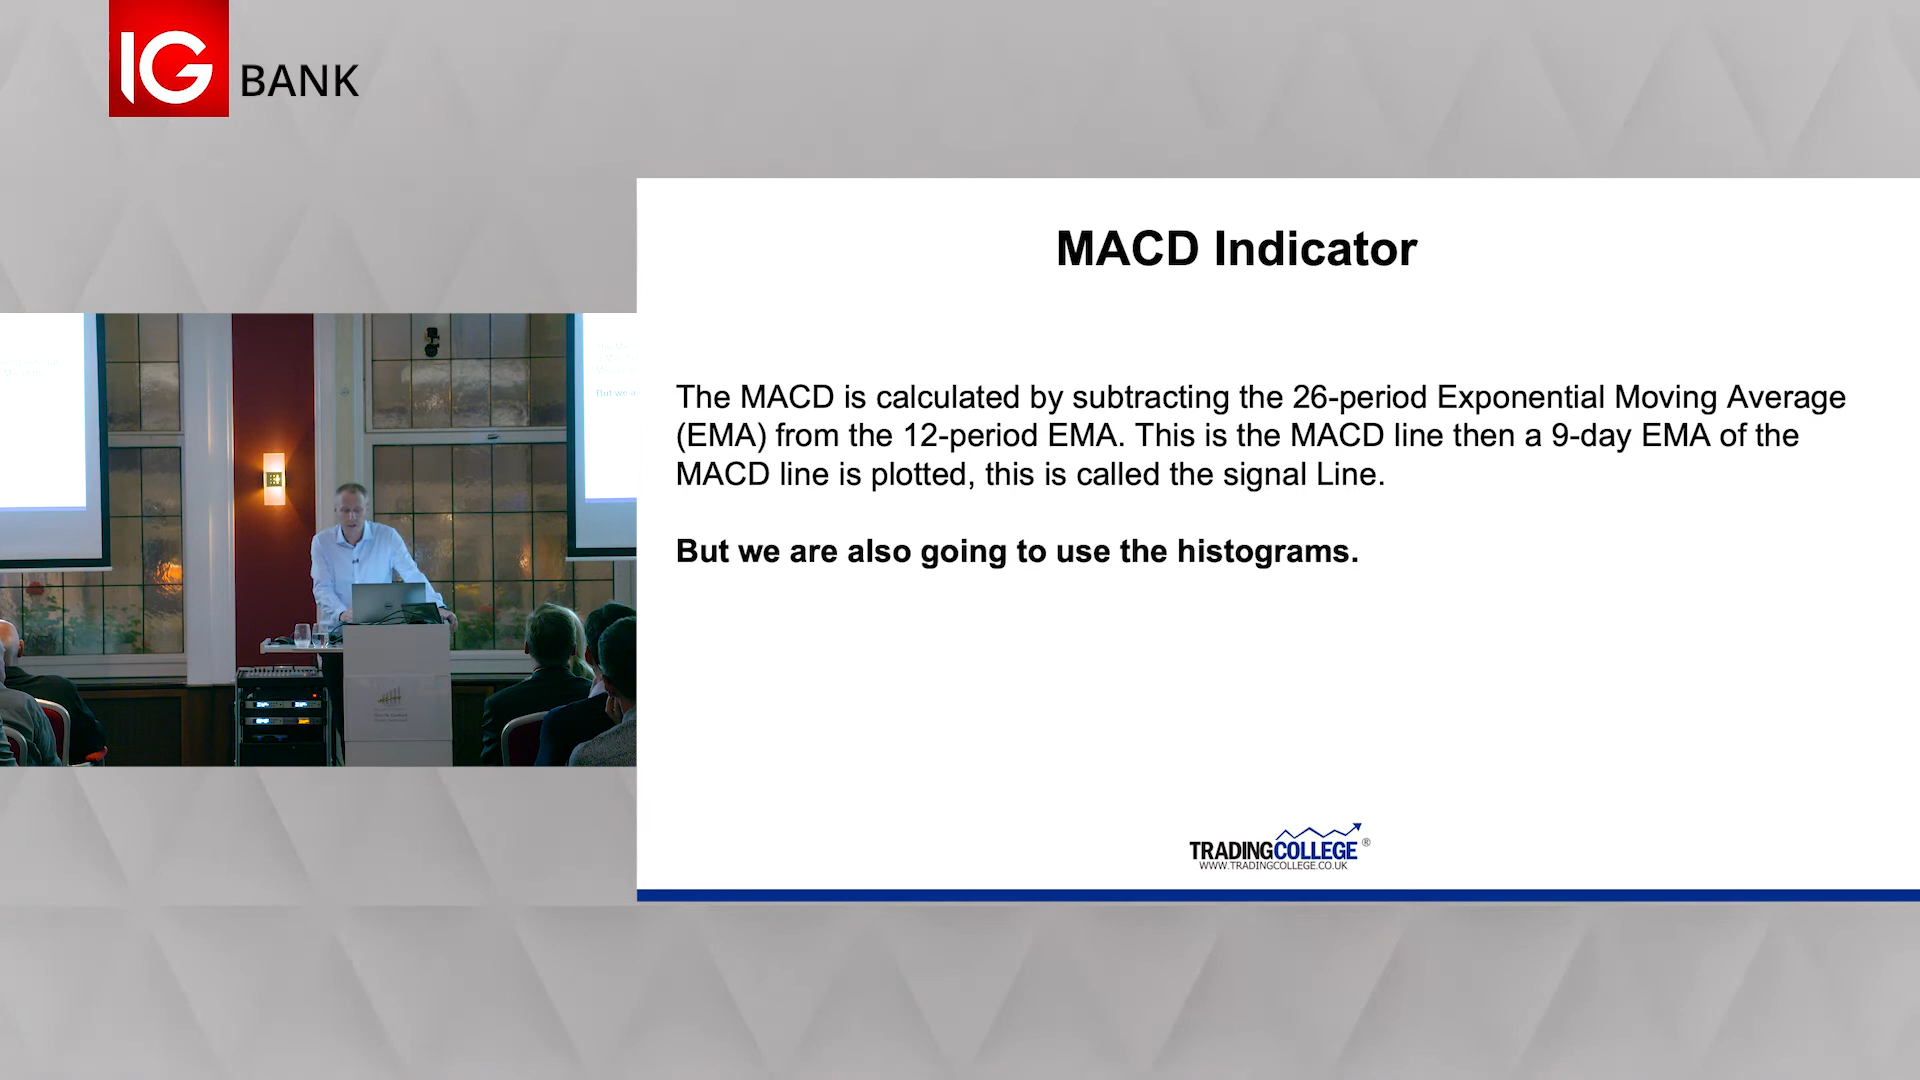 IG BANK
MACD Indicator
The MACD is calculated by subtracting the 26-period Exponential Moving Average
(EMA) from the 12-period EMA. This is the MACD line then a 9-day EMA of the
MACD line is plotted, this is called the signal Line.
But we are also going to use the histograms.
But we a
TRADINGCOLLEGE®
WWW.TRADINGCOLLEGE.CO.UK